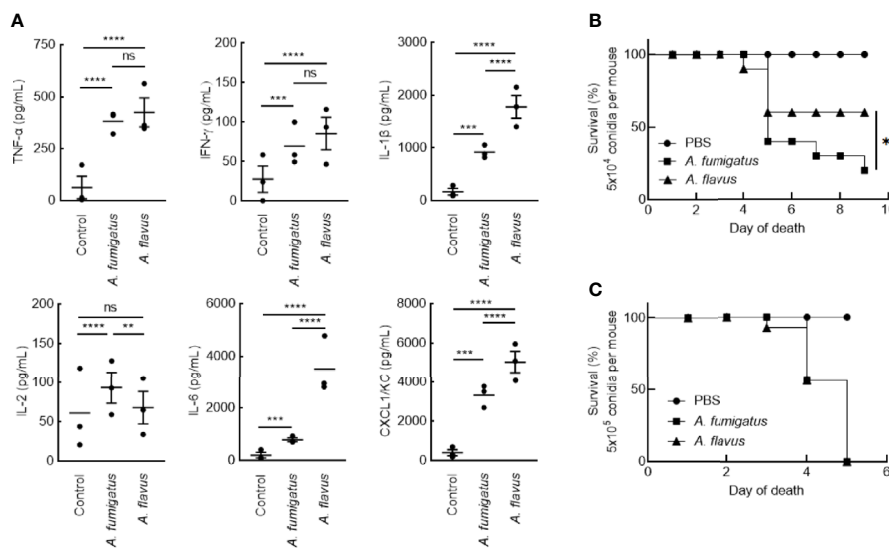 A
TNF-α (pg/mL)
750
500
250
0
****
ns
****
Control
A. fumigatus
A. flavus
IFN-γ (pg/mL)
200
150
100
50
0
****
ns
***
Control
A. fumigatus
A. flavus
IL-1β (pg/mL)
3000
2000
1000
0
****
****
***
Control
A. fumigatus
A. flavus
IL-2 (pg/mL)
200
150
100
50
0
ns
**** **
Control
A. fumigatus
A. flavus
IL-6 (pg/mL)
6000
4000
2000
0
****
****
***
Control
A. fumigatus
A. flavus
CXCL1/KC (pg/mL)
8000
6000
4000
2000
0
****
****
***
Control
A. fumigatus
A. flavus
B
Survival (%)
5x10⁴ conidia per mouse
100
50
0
PBS
A. fumigatus
A. flavus
*
0 2 4 6 8 10
Day of death
C
Survival (%)
5x10⁵ conidia per mouse
100
50
0
PBS
A. fumigatus
A. flavus
0 2 4 6
Day of death